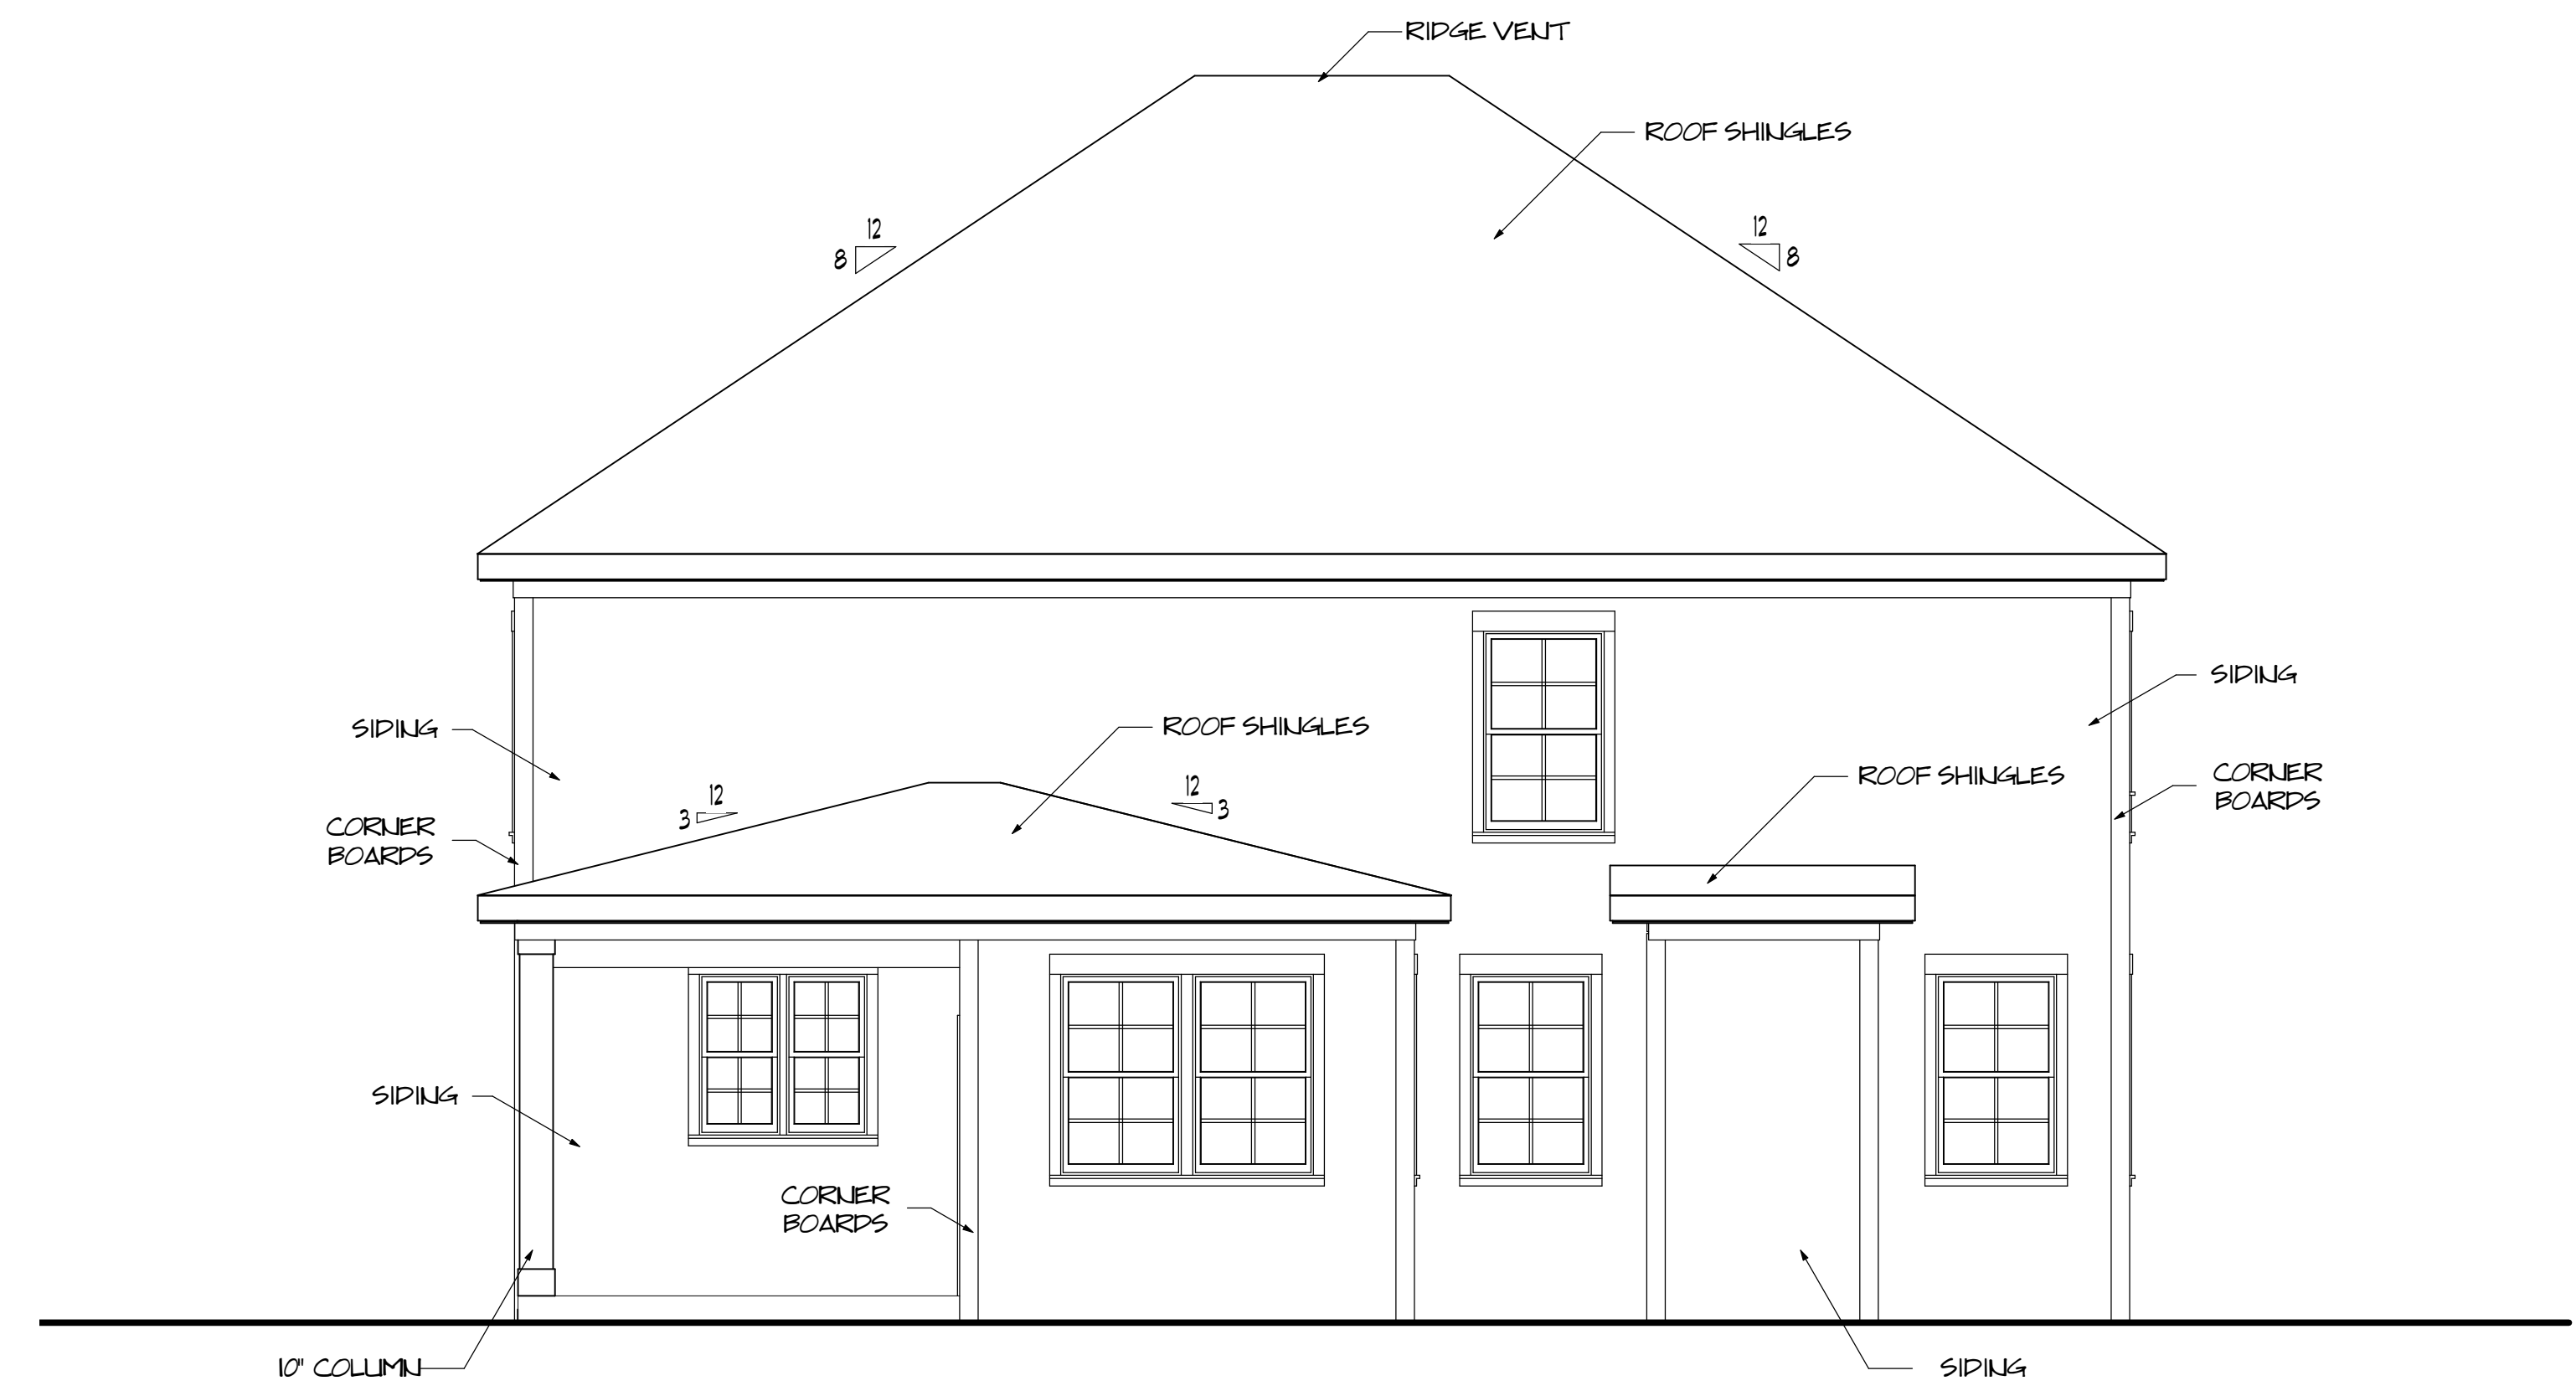 RIDGE VENT
ROOF SHINGLES
12
8
12
8
SIDING
SIDING
ROOF SHINGLES
12
3
12
3
ROOF SHINGLES
CORNER
BOARDS
CORNER
BOARDS
SIDING
CORNER
BOARDS
10" COLUMN
SIDING